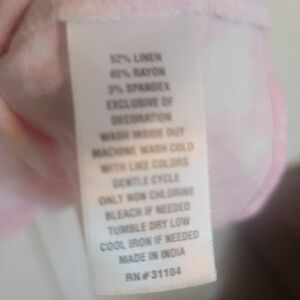 52% LINEN
45% RAYON
3% SPANDEX
EXCLUSIVE OF
DECORATION
WASH INSIDE OUT
MACHINE WASH COLD
WITH LIKE COLORS
GENTLE CYCLE
ONLY NON CHLORINE
BLEACH IF NEEDED
TUMBLE DRY LOW
COOL IRON IF NEEDED
MADE IN INDIA
RN#31104